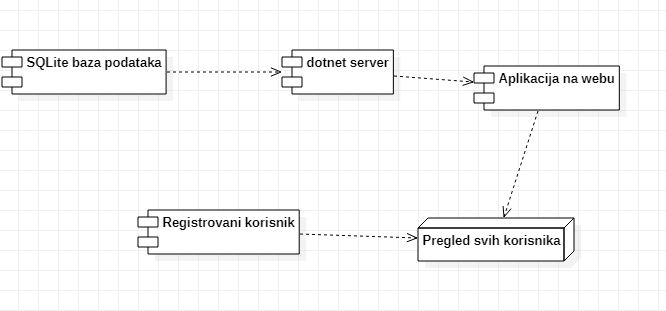 SQLite baza podataka
dotnet server
Aplikacija na webu
Registrovani korisnik
Pregled svih korisnika